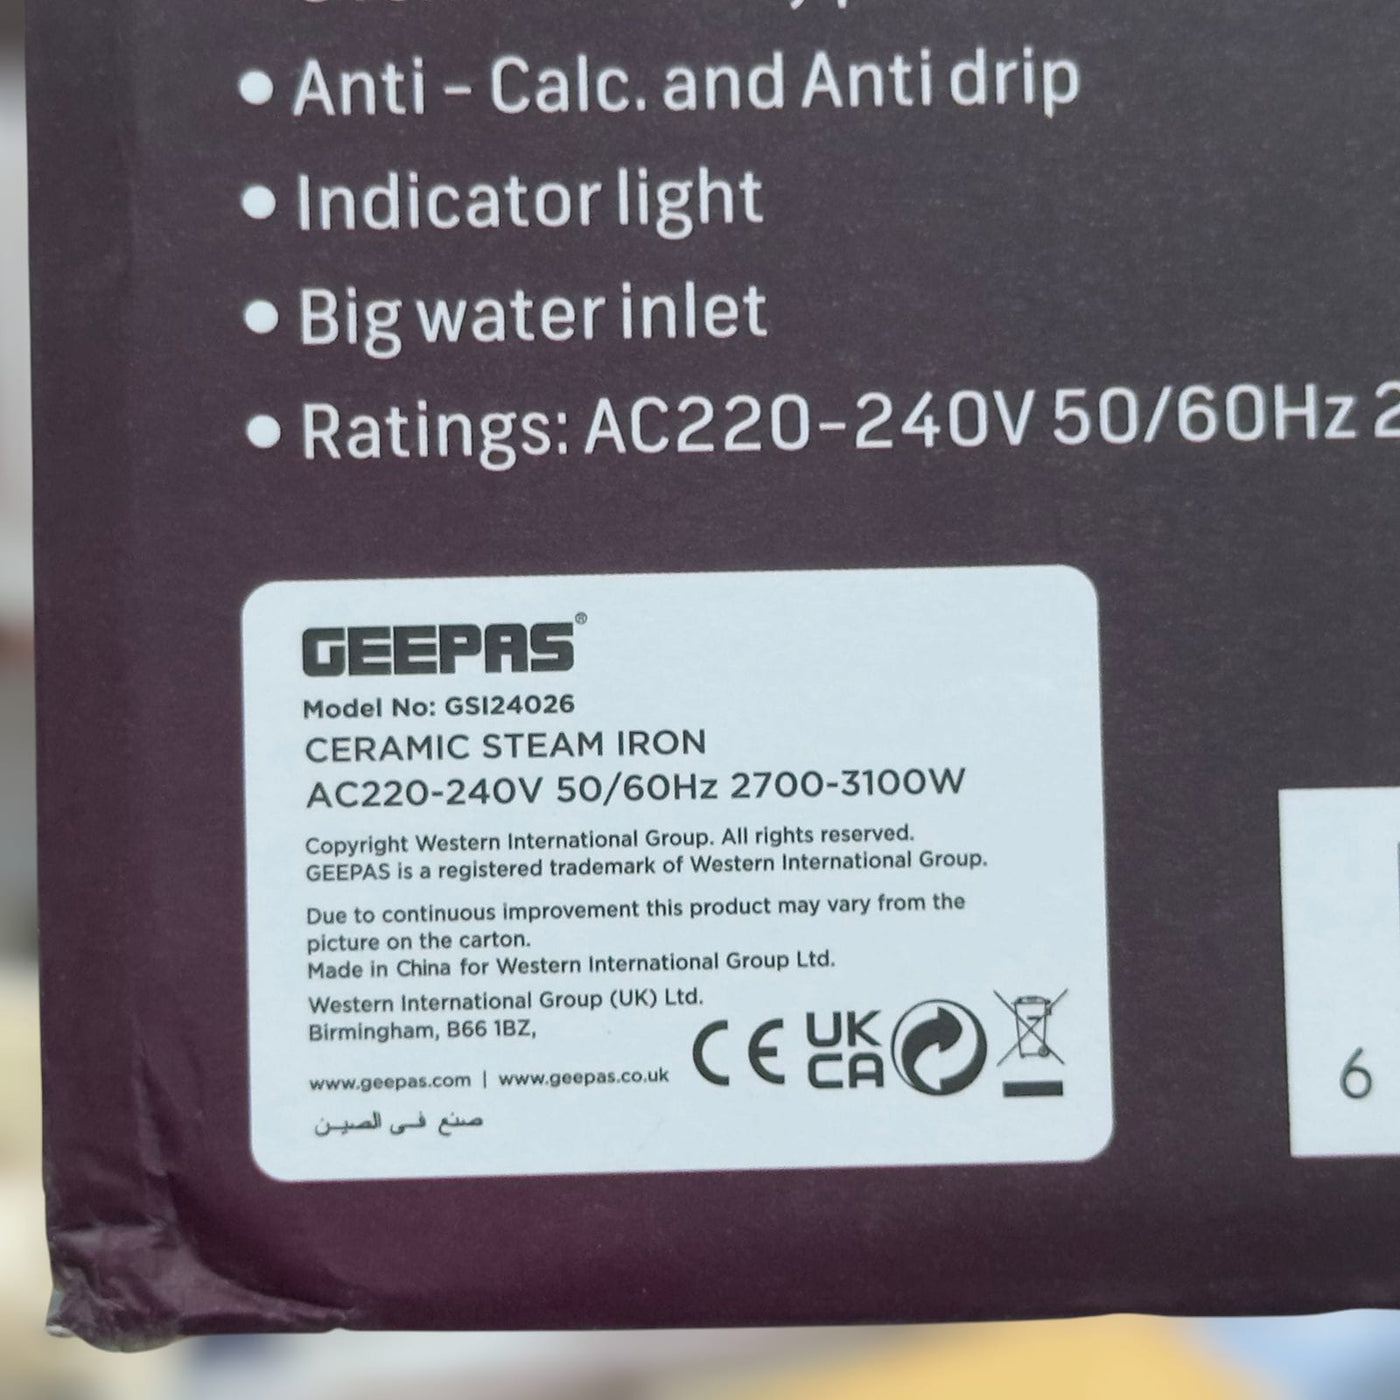 • Anti - Calc. and Anti drip
• Indicator light
• Big water inlet
• Ratings: AC220-240V 50/60Hz 2
GEEPAS®
Model No: GSI24026
CERAMIC STEAM IRON
AC220-240V 50/60Hz 2700-3100W
Copyright Western International Group. All rights reserved.
GEEPAS is a registered trademark of Western International Group.
Due to continuous improvement this product may vary from the
picture on the carton.
Made in China for Western International Group Ltd.
Western International Group (UK) Ltd.
Birmingham, B66 1BZ,
CE UK
CA
www.geepas.com | www.geepas.co.uk
صنع فى الصين
6